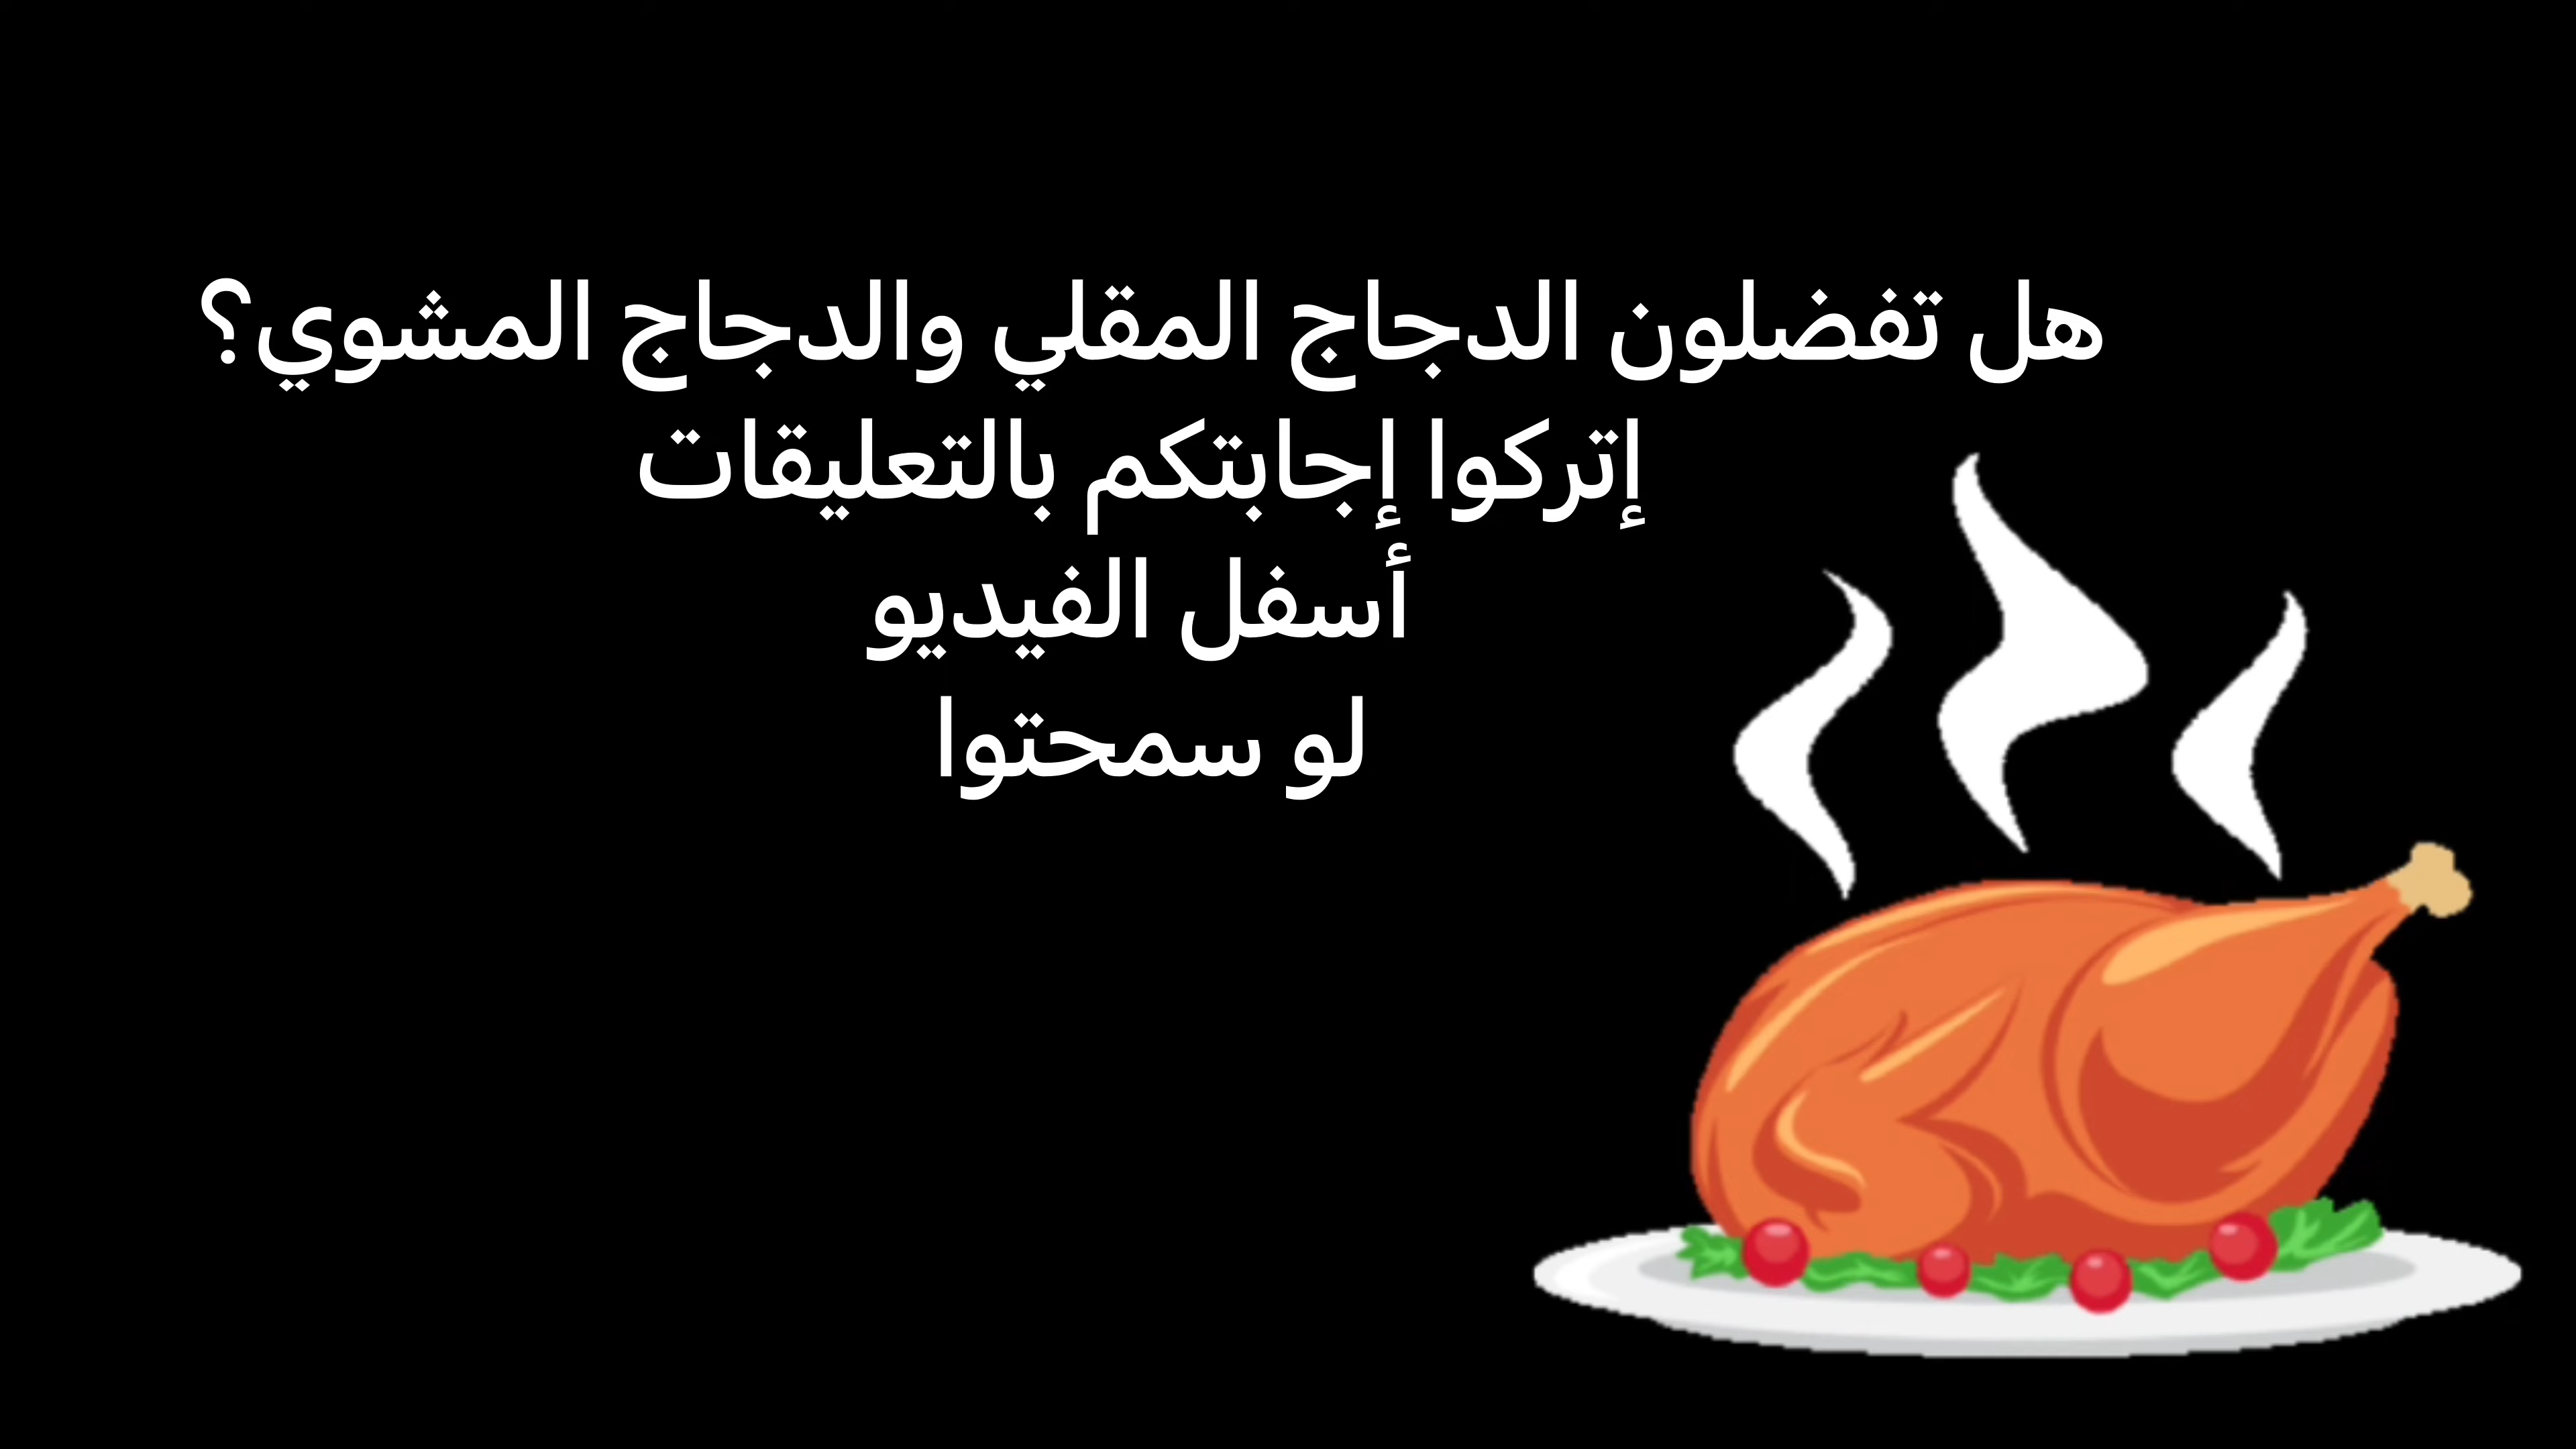 هل تفضلون الدجاج المقلي والدجاج المشوي؟
إتركوا إجابتكم بالتعليقات
أسفل الفيديو
لو سمحتوا